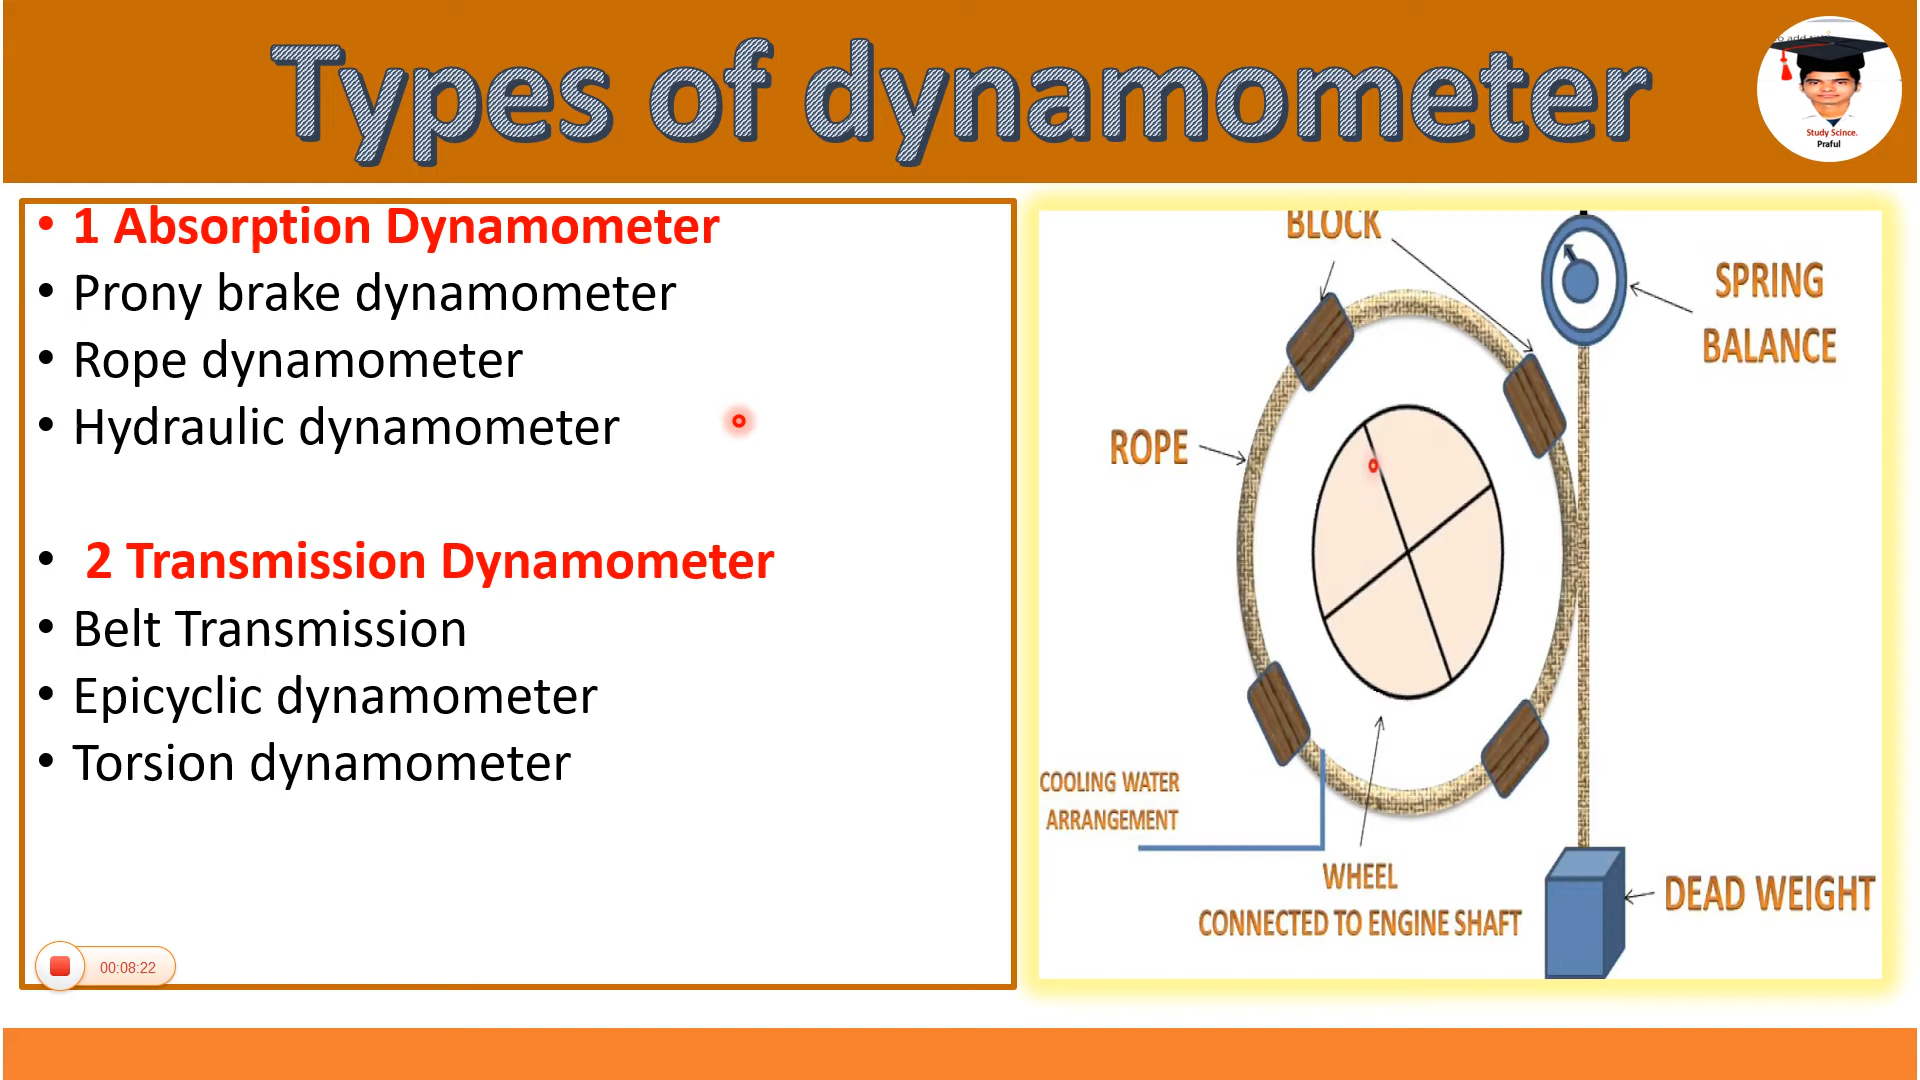 Types of dynamometer
Study Scince.
Praful
• 1 Absorption Dynamometer
• Prony brake dynamometer
• Rope dynamometer
• Hydraulic dynamometer
• 2 Transmission Dynamometer
• Belt Transmission
• Epicyclic dynamometer
• Torsion dynamometer
00:08:22
BLOCK
SPRING
BALANCE
ROPE
COOLING WATER
ARRANGEMENT
WHEEL
CONNECTED TO ENGINE SHAFT
DEAD WEIGHT